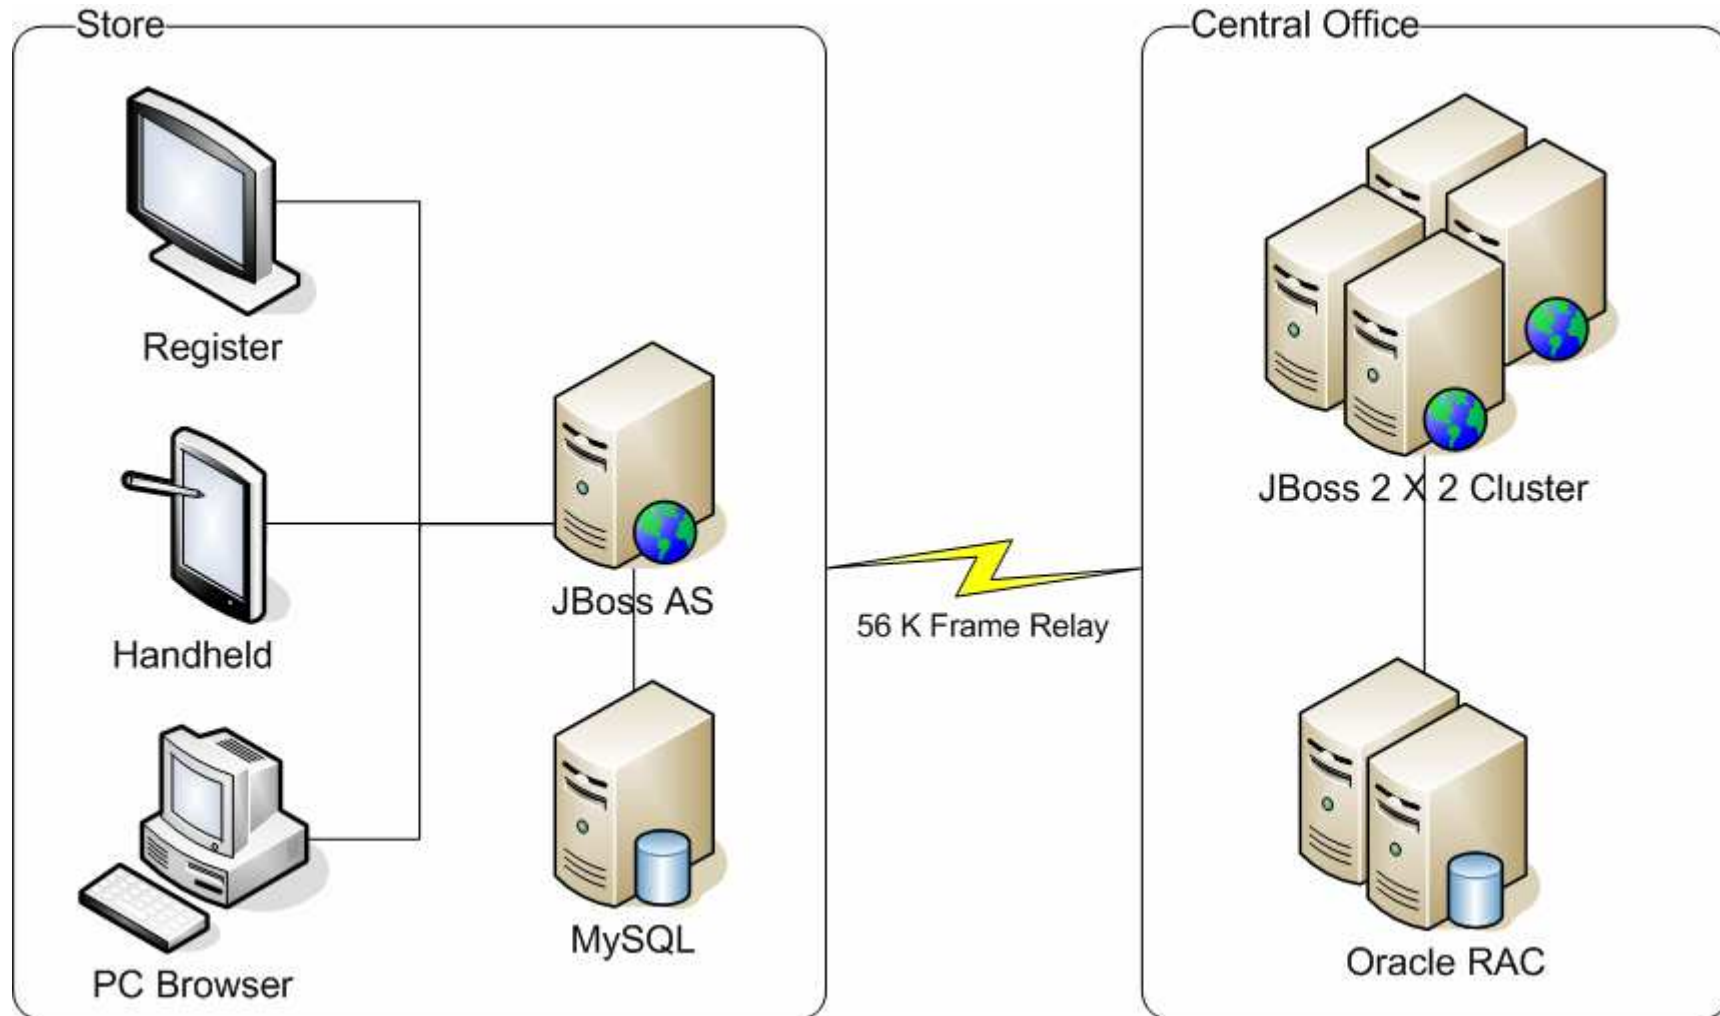 Store
Central Office
Register
JBoss 2 X 2 Cluster
JBoss AS
56 K Frame Relay
Handheld
MySQL
Oracle RAC
PC Browser